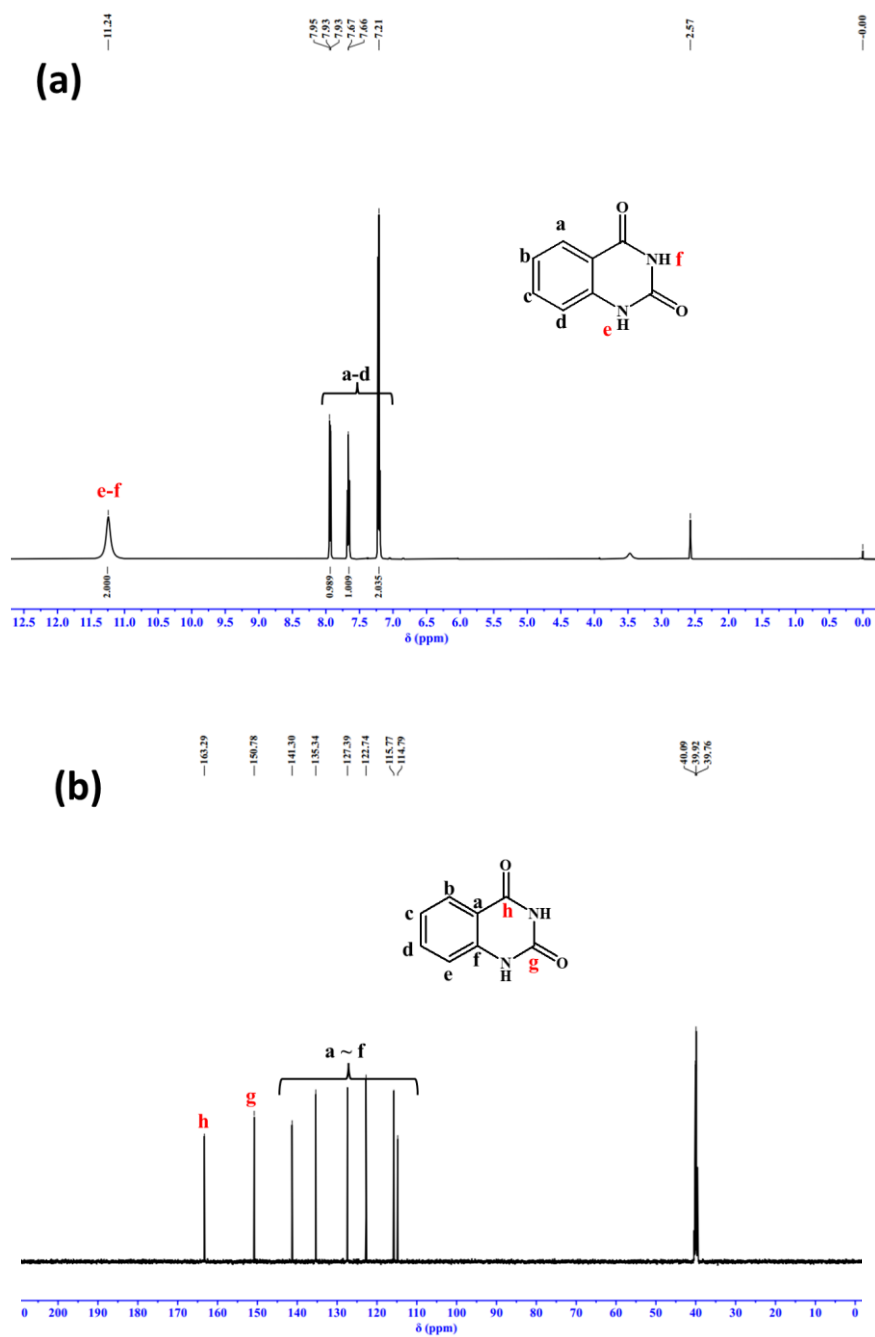 11.24 7.95 7.93 7.93 7.67 7.66 7.21 2.57 -0.00
(a)
O
a
b
NH f
c
d
N
H
O
e
a-d
e-f
2.000 0.989 1.009 2.035
12.5 12.0 11.5 11.0 10.5 10.0 9.5 9.0 8.5 8.0 7.5 7.0 6.5 6.0 5.5 5.0 4.5 4.0 3.5 3.0 2.5 2.0 1.5 1.0 0.5 0.0
δ (ppm)
163.29 150.78 141.30 135.34 127.39 122.74 115.77 114.79 40.09 39.92 39.76
(b)
O
b
a
c
h
NH
d
f
g
O
e
N
H
a ~ f
g
h
0 200 190 180 170 160 150 140 130 120 110 100 90 80 70 60 50 40 30 20 10 0
δ (ppm)